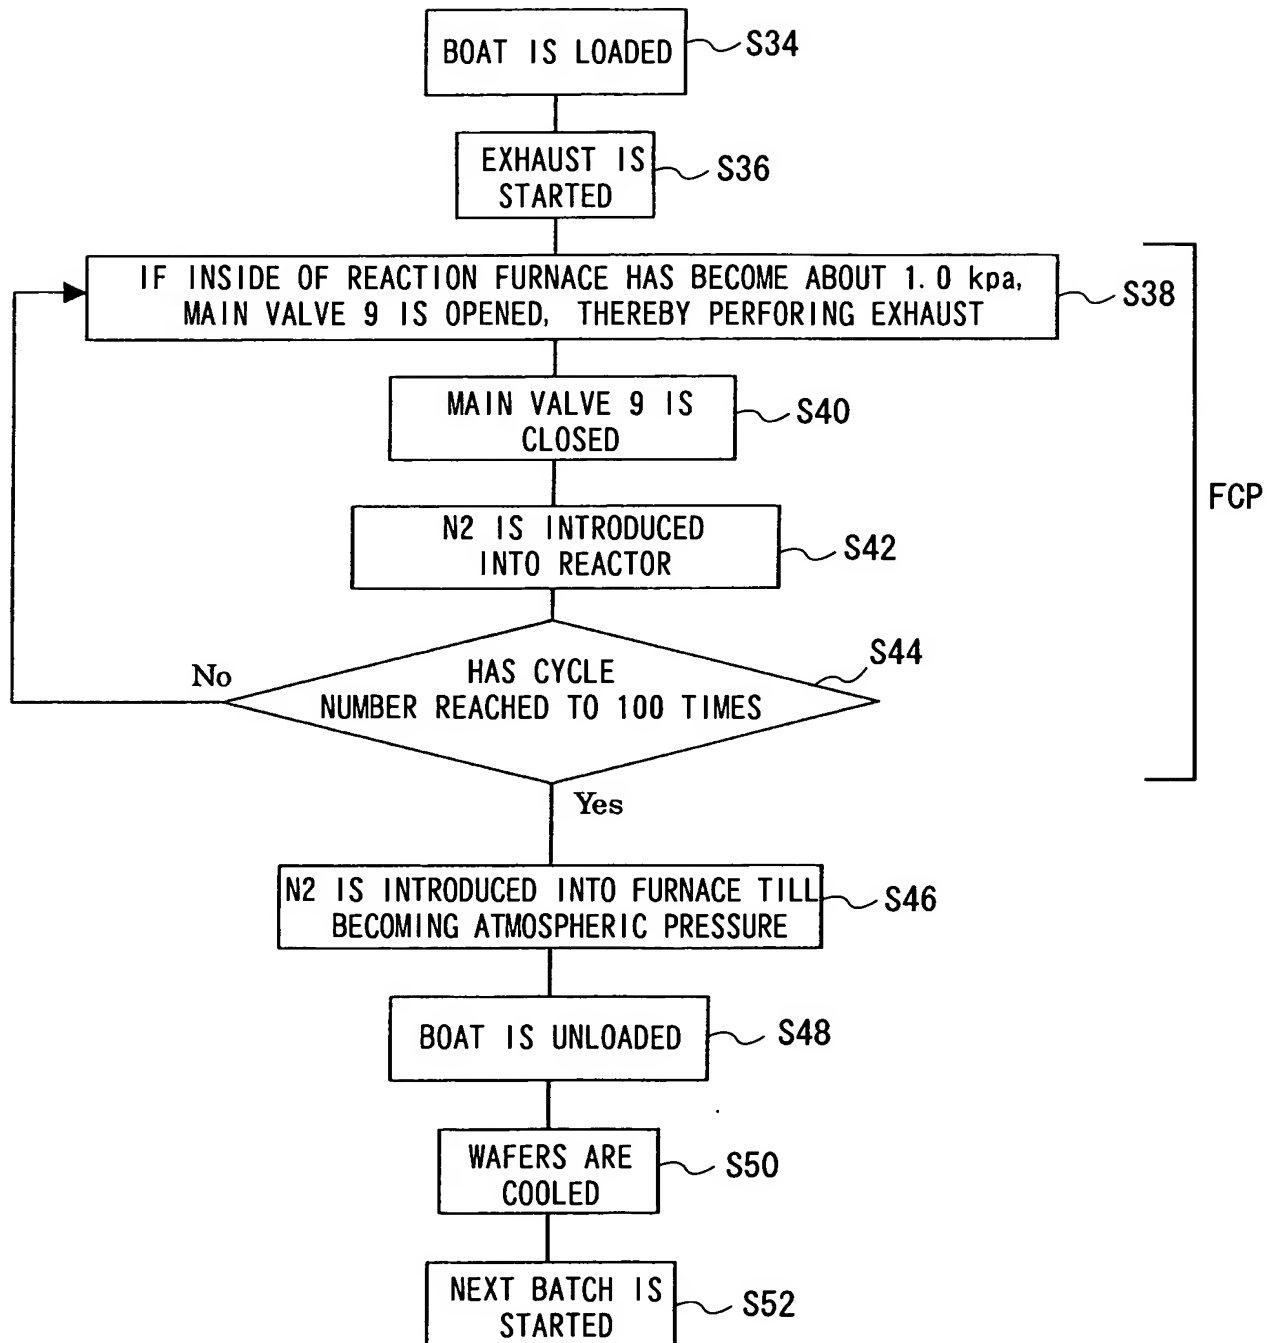 BOAT IS LOADED
S34
EXHAUST IS
STARTED
S36
IF INSIDE OF REACTION FURNACE HAS BECOME ABOUT 1.0 kpa,
MAIN VALVE 9 IS OPENED, THEREBY PERFORING EXHAUST
S38
MAIN VALVE 9 IS
CLOSED
S40
FCP
N2 IS INTRODUCED
INTO REACTOR
S42
HAS CYCLE
NUMBER REACHED TO 100 TIMES
S44
No
Yes
N2 IS INTRODUCED INTO FURNACE TILL
BECOMING ATMOSPHERIC PRESSURE
S46
BOAT IS UNLOADED
S48
WAFERS ARE
COOLED
S50
NEXT BATCH IS
STARTED
S52